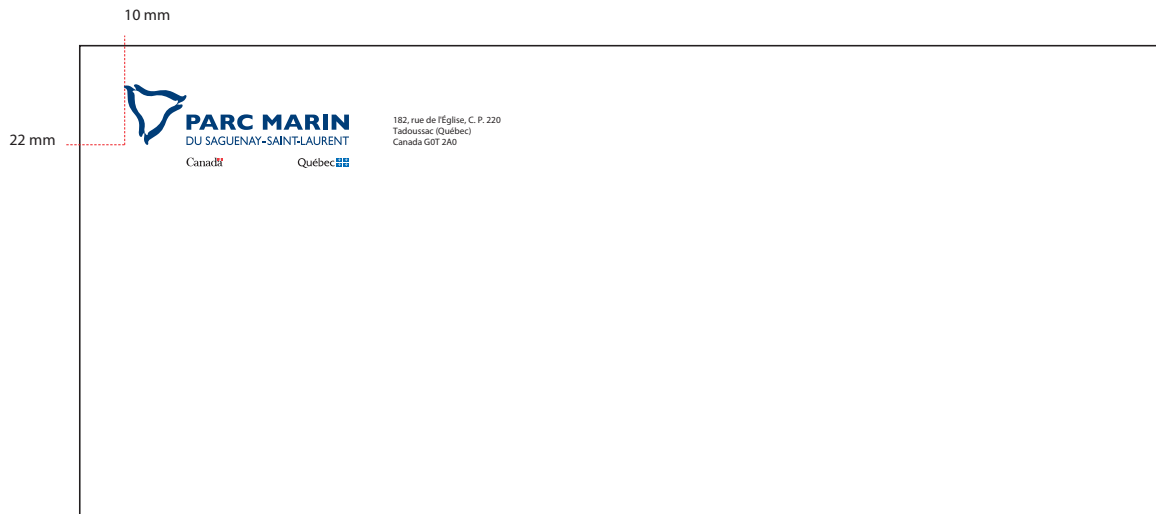 10 mm
22 mm
PARC MARIN
DU SAGUENAY–SAINT-LAURENT
Canada
Québec
182, rue de l'Église, C. P. 220
Tadoussac (Québec)
Canada G0T 2A0